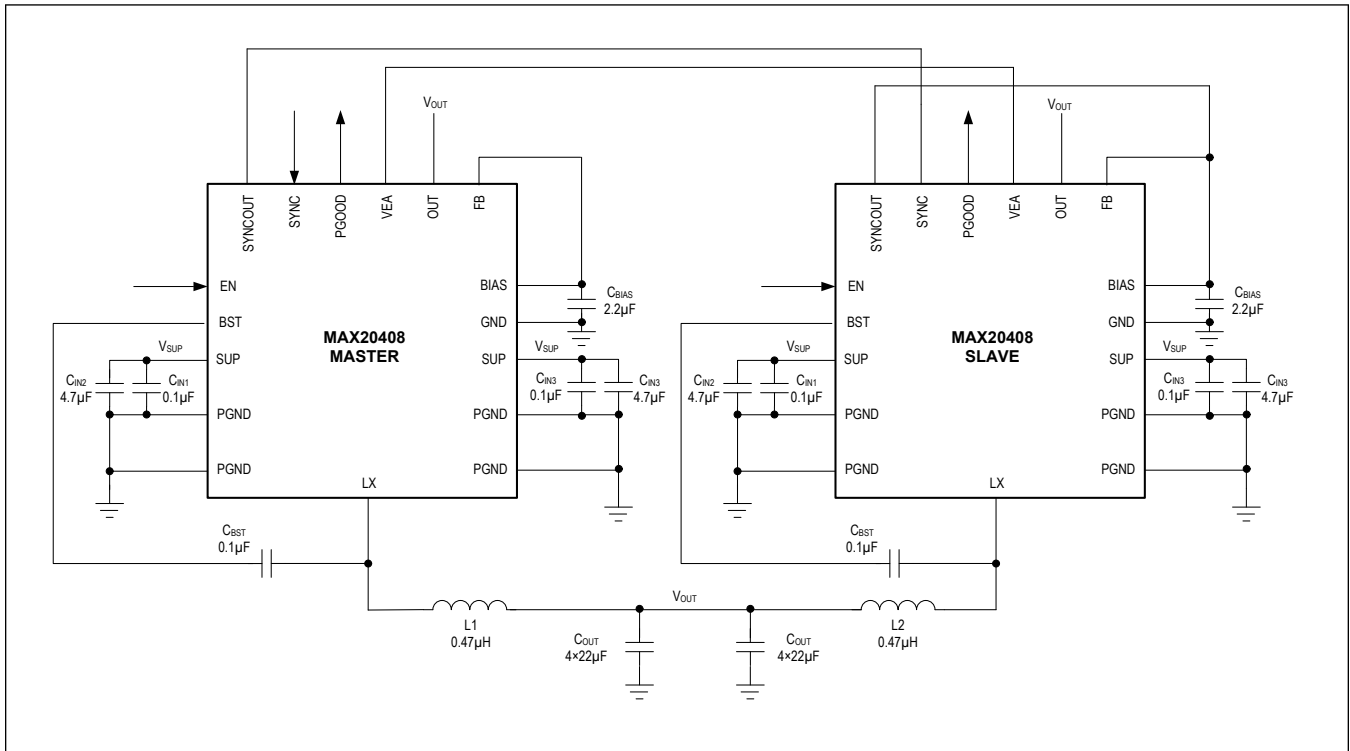 VOUT
VOUT
SYNCOUT
SYNC
PGOOD
VEA
OUT
FB
SYNCOUT
SYNC
PGOOD
VEA
OUT
FB
EN
BST
VSUP
SUP
CIN2
4.7µF
CIN1
0.1µF
PGND
PGND
MAX20408
MASTER
BIAS
GND
SUP
PGND
PGND
CBIAS
2.2µF
VSUP
CIN3
0.1µF
CIN3
4.7µF
LX
EN
BST
VSUP
SUP
CIN2
4.7µF
CIN1
0.1µF
PGND
PGND
MAX20408
SLAVE
BIAS
GND
SUP
PGND
PGND
CBIAS
2.2µF
VSUP
CIN3
0.1µF
CIN3
4.7µF
LX
CBST
0.1µF
CBST
0.1µF
VOUT
L1
0.47µH
COUT
4×22µF
COUT
4×22µF
L2
0.47µH